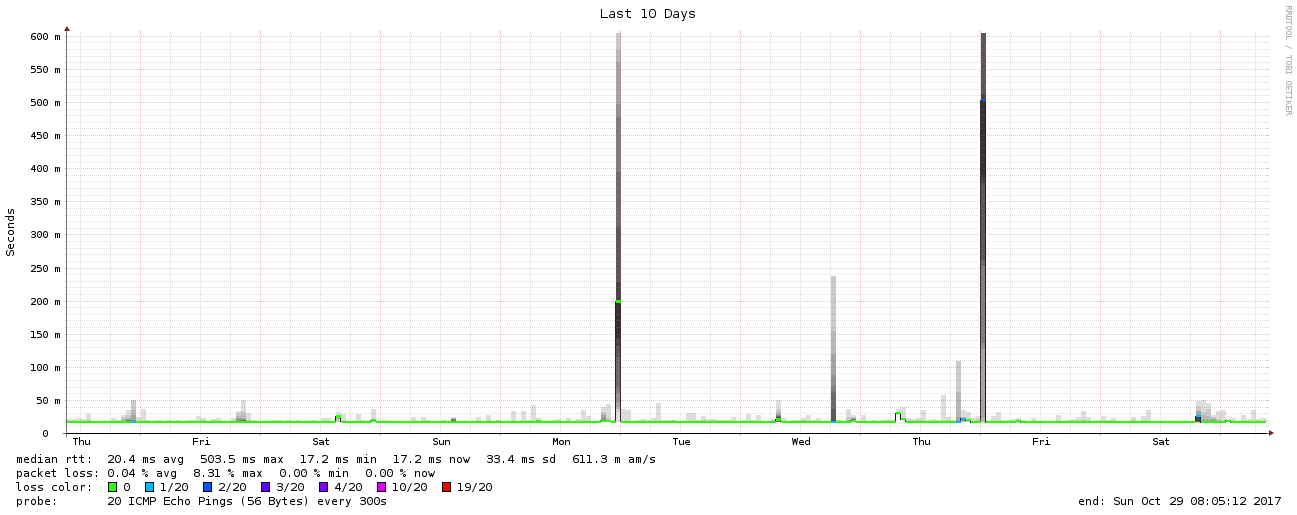 Last 10 Days
RRDTOOL / TOBI OETIKER
Seconds
600 m
550 m
500 m
450 m
400 m
350 m
300 m
250 m
200 m
150 m
100 m
50 m
0
Thu Fri Sat Sun Mon Tue Wed Thu Fri Sat
median rtt: 20.4 ms avg 503.5 ms max 17.2 ms min 17.2 ms now 33.4 ms sd 611.3 m am/s
packet loss: 0.04 % avg 8.31 % max 0.00 % min 0.00 % now
loss color: 0 1/20 2/20 3/20 4/20 10/20 19/20
probe: 20 ICMP Echo Pings (56 Bytes) every 300s end: Sun Oct 29 08:05:12 2017